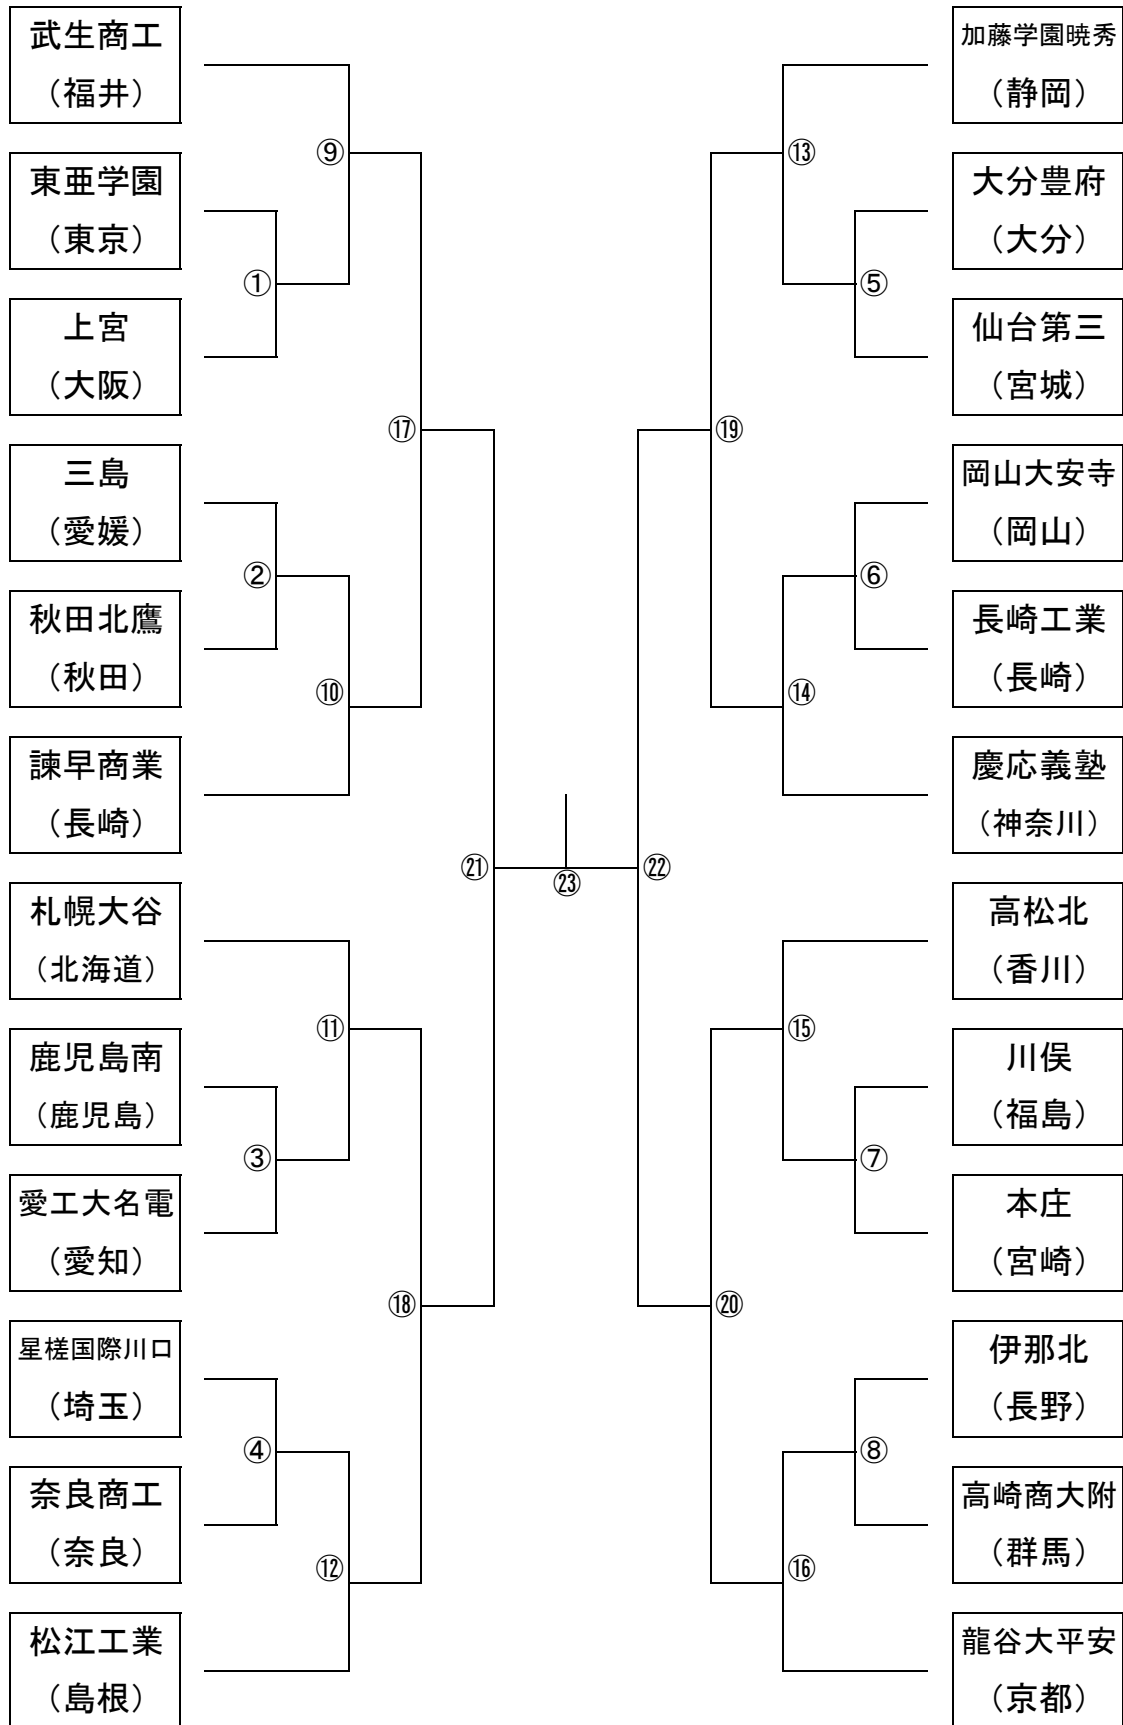 武生商工
（福井）
東亜学園
（東京）
上宮
（大阪）
三島
（愛媛）
秋田北鷹
（秋田）
諫早商業
（長崎）
札幌大谷
（北海道）
鹿児島南
（鹿児島）
愛工大名電
（愛知）
星槎国際川口
（埼玉）
奈良商工
（奈良）
松江工業
（島根）
①
②
③
④
⑨
⑩
⑪
⑫
⑰
⑱
㉑
㉓
㉒
⑲
⑳
⑬
⑭
⑮
⑯
⑤
⑥
⑦
⑧
加藤学園暁秀
（静岡）
大分豊府
（大分）
仙台第三
（宮城）
岡山大安寺
（岡山）
長崎工業
（長崎）
慶応義塾
（神奈川）
高松北
（香川）
川俣
（福島）
本庄
（宮崎）
伊那北
（長野）
高崎商大附
（群馬）
龍谷大平安
（京都）